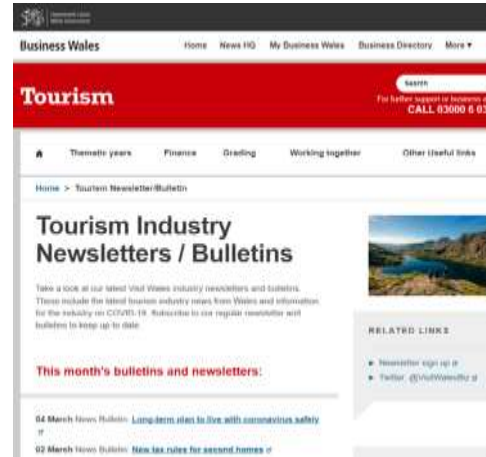 Business Wales
Home News HQ My Business Wales Business Directory More ▾
Search
Tourism
For further support or business
CALL 03000 6 03
Thematic years Finance Grading Working together Other Useful links
Home > Tourism Newsletter/Bulletin
Tourism Industry
Newsletters / Bulletins
Take a look at our latest Visit Wales industry newsletters and bulletins.
These include the latest tourism industry news from Wales and information
for the industry on COVID-19. Subscribe to our regular newsletter and
bulletins to keep up to date.
RELATED LINKS
Newsletter sign up
Twitter: @VisitWalesBiz
This month's bulletins and newsletters:
04 March News Bulletin: Long-term plan to live with coronavirus safely
02 March News Bulletin: New tax rules for second homes